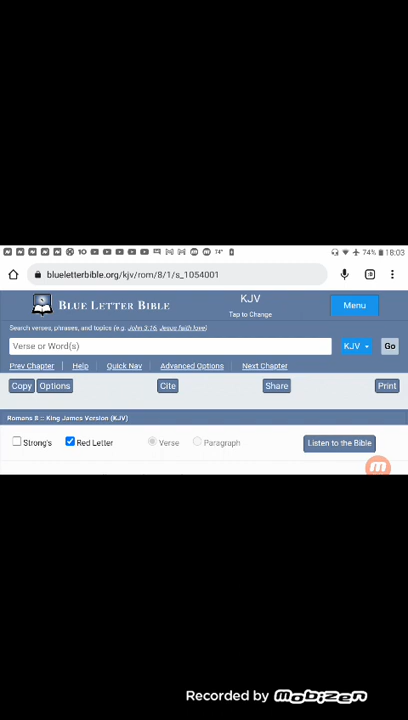 74° 74% 18:03
blueletterbible.org/kjv/rom/8/1/s_1054001
BLUE LETTER BIBLE KJV Menu
Tap to Change
Search verses, phrases, and topics (e.g. John 3:16, Jesus faith love)
Verse or Word(s) KJV Go
Prev Chapter | Help | Quick Nav | Advanced Options | Next Chapter
Copy Options Cite Share Print
Romans 8 :: King James Version (KJV)
Strong's Red Letter Verse Paragraph Listen to the Bible
Recorded by mobizen